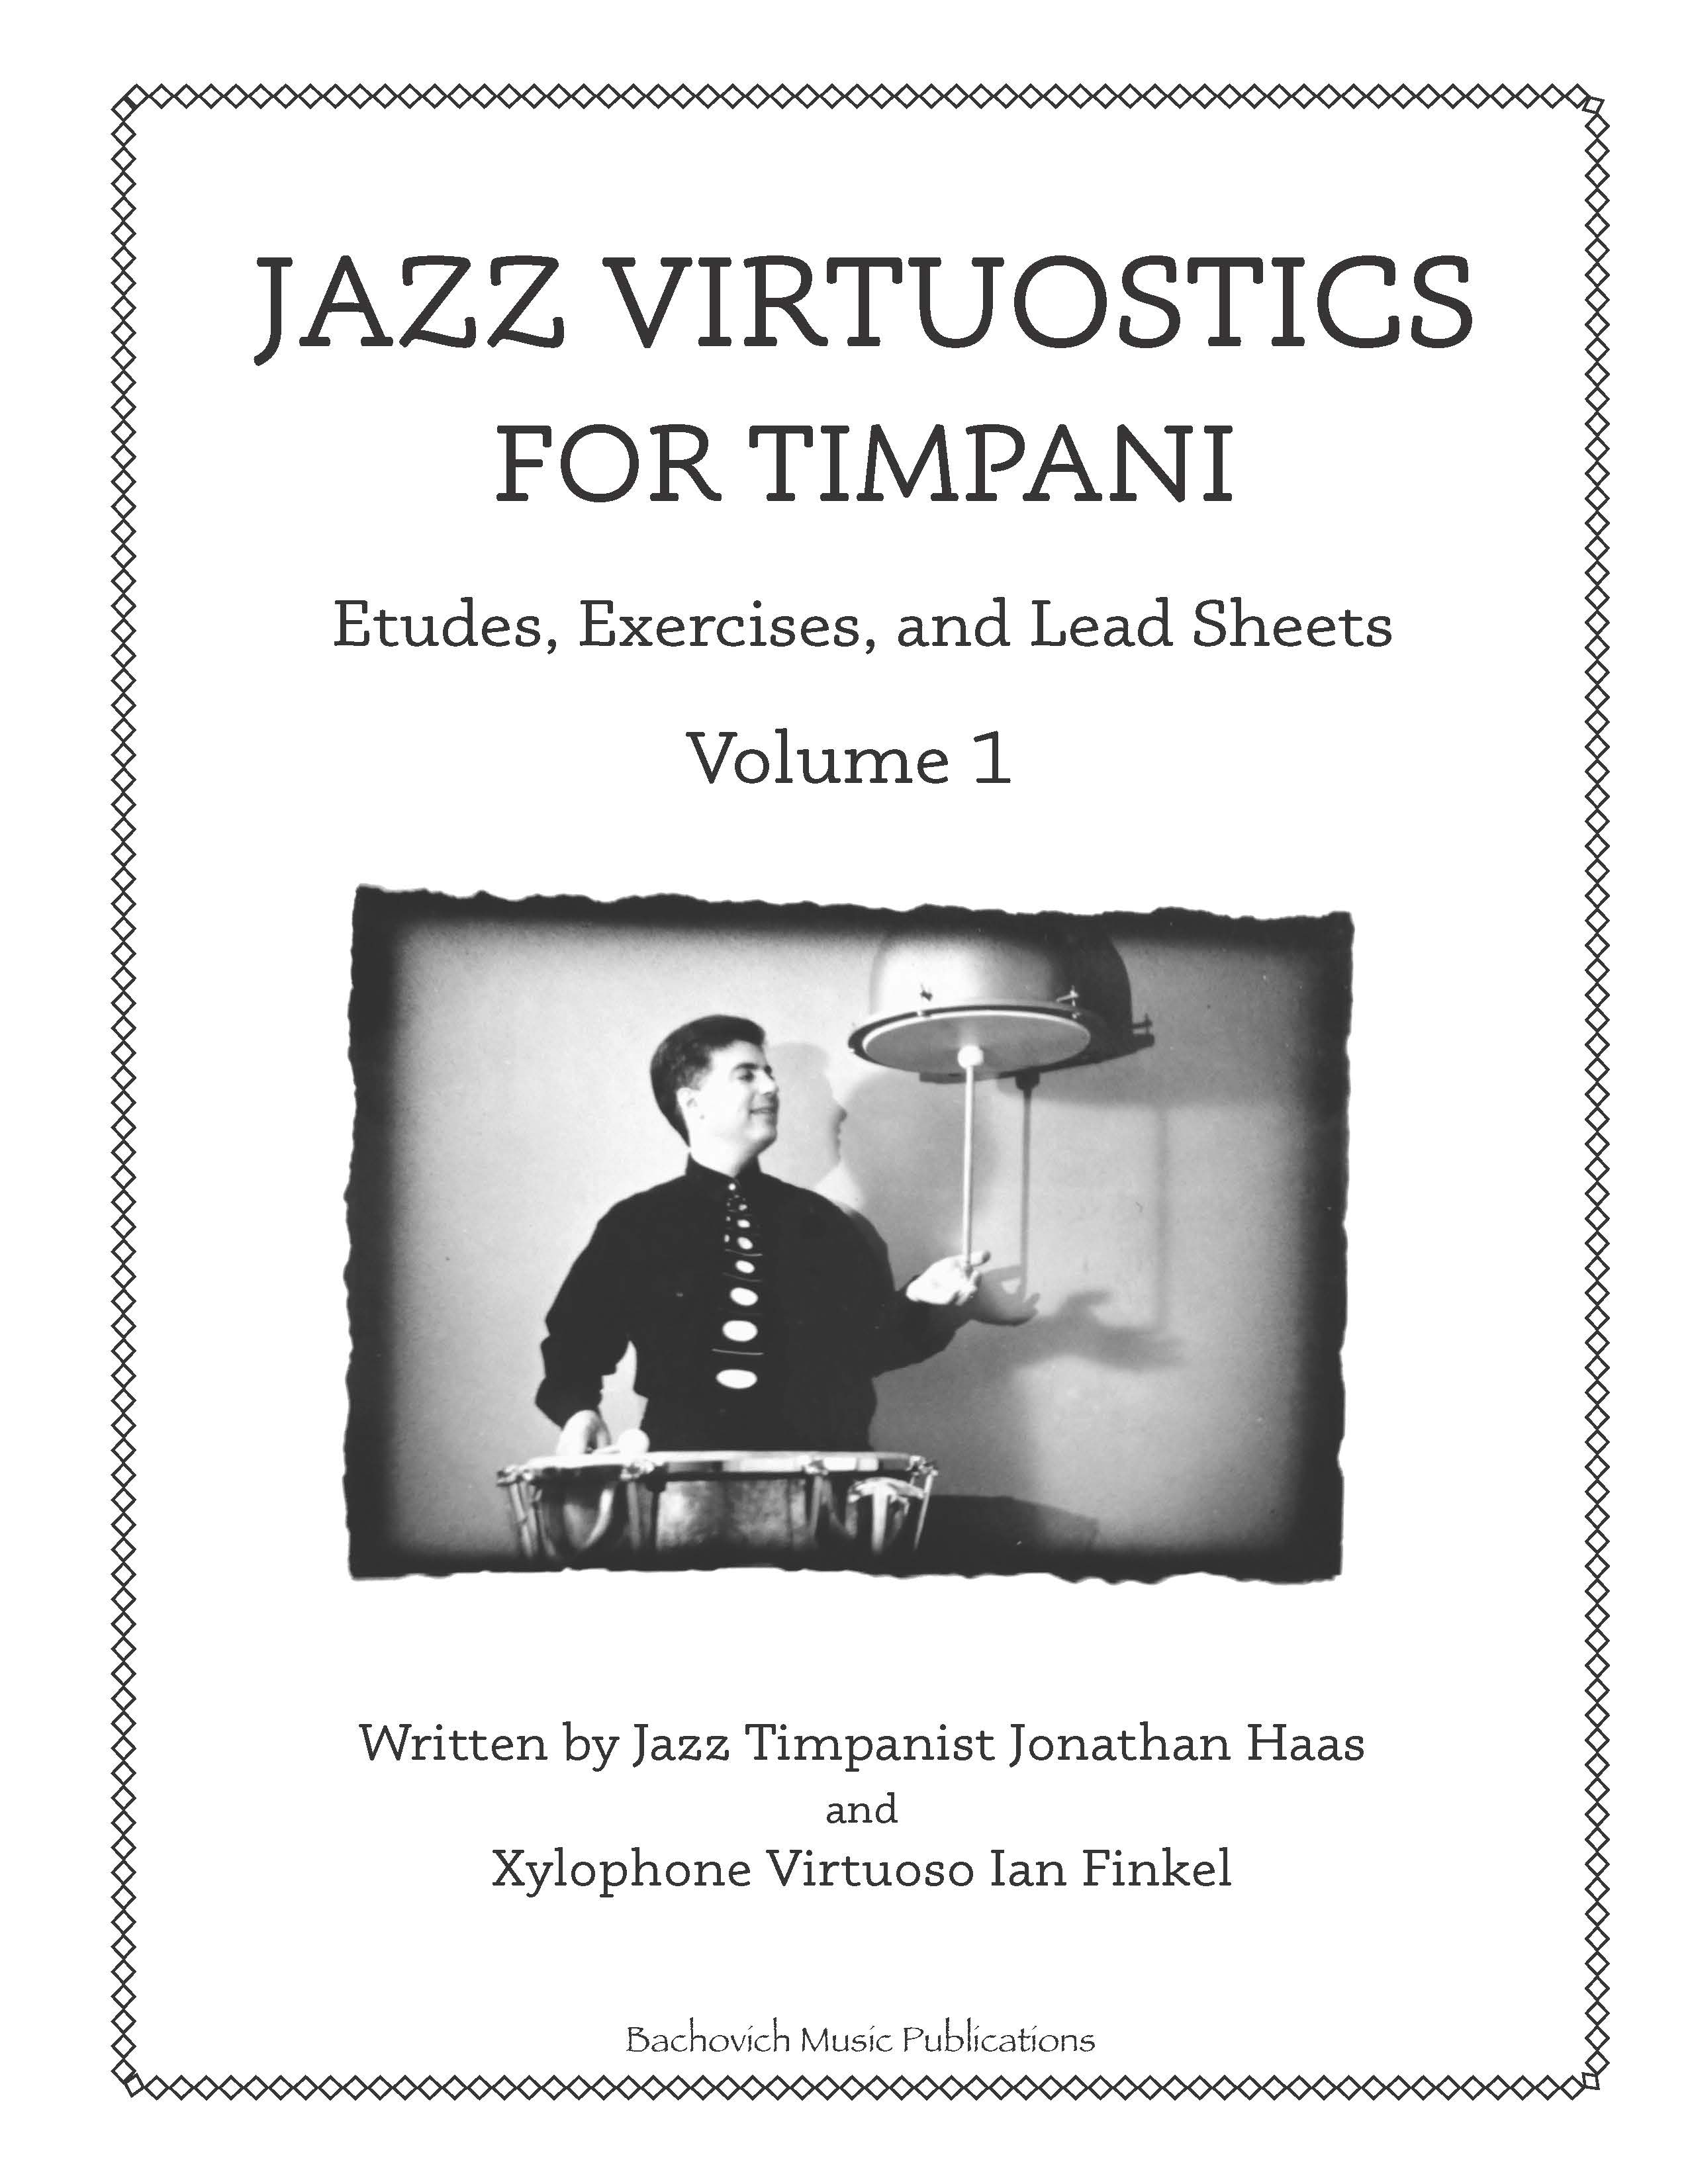 JAZZ VIRTUOSTICS
FOR TIMPANI
Etudes, Exercises, and Lead Sheets
Volume 1
Written by Jazz Timpanist Jonathan Haas
and
Xylophone Virtuoso Ian Finkel
Bachovich Music Publications